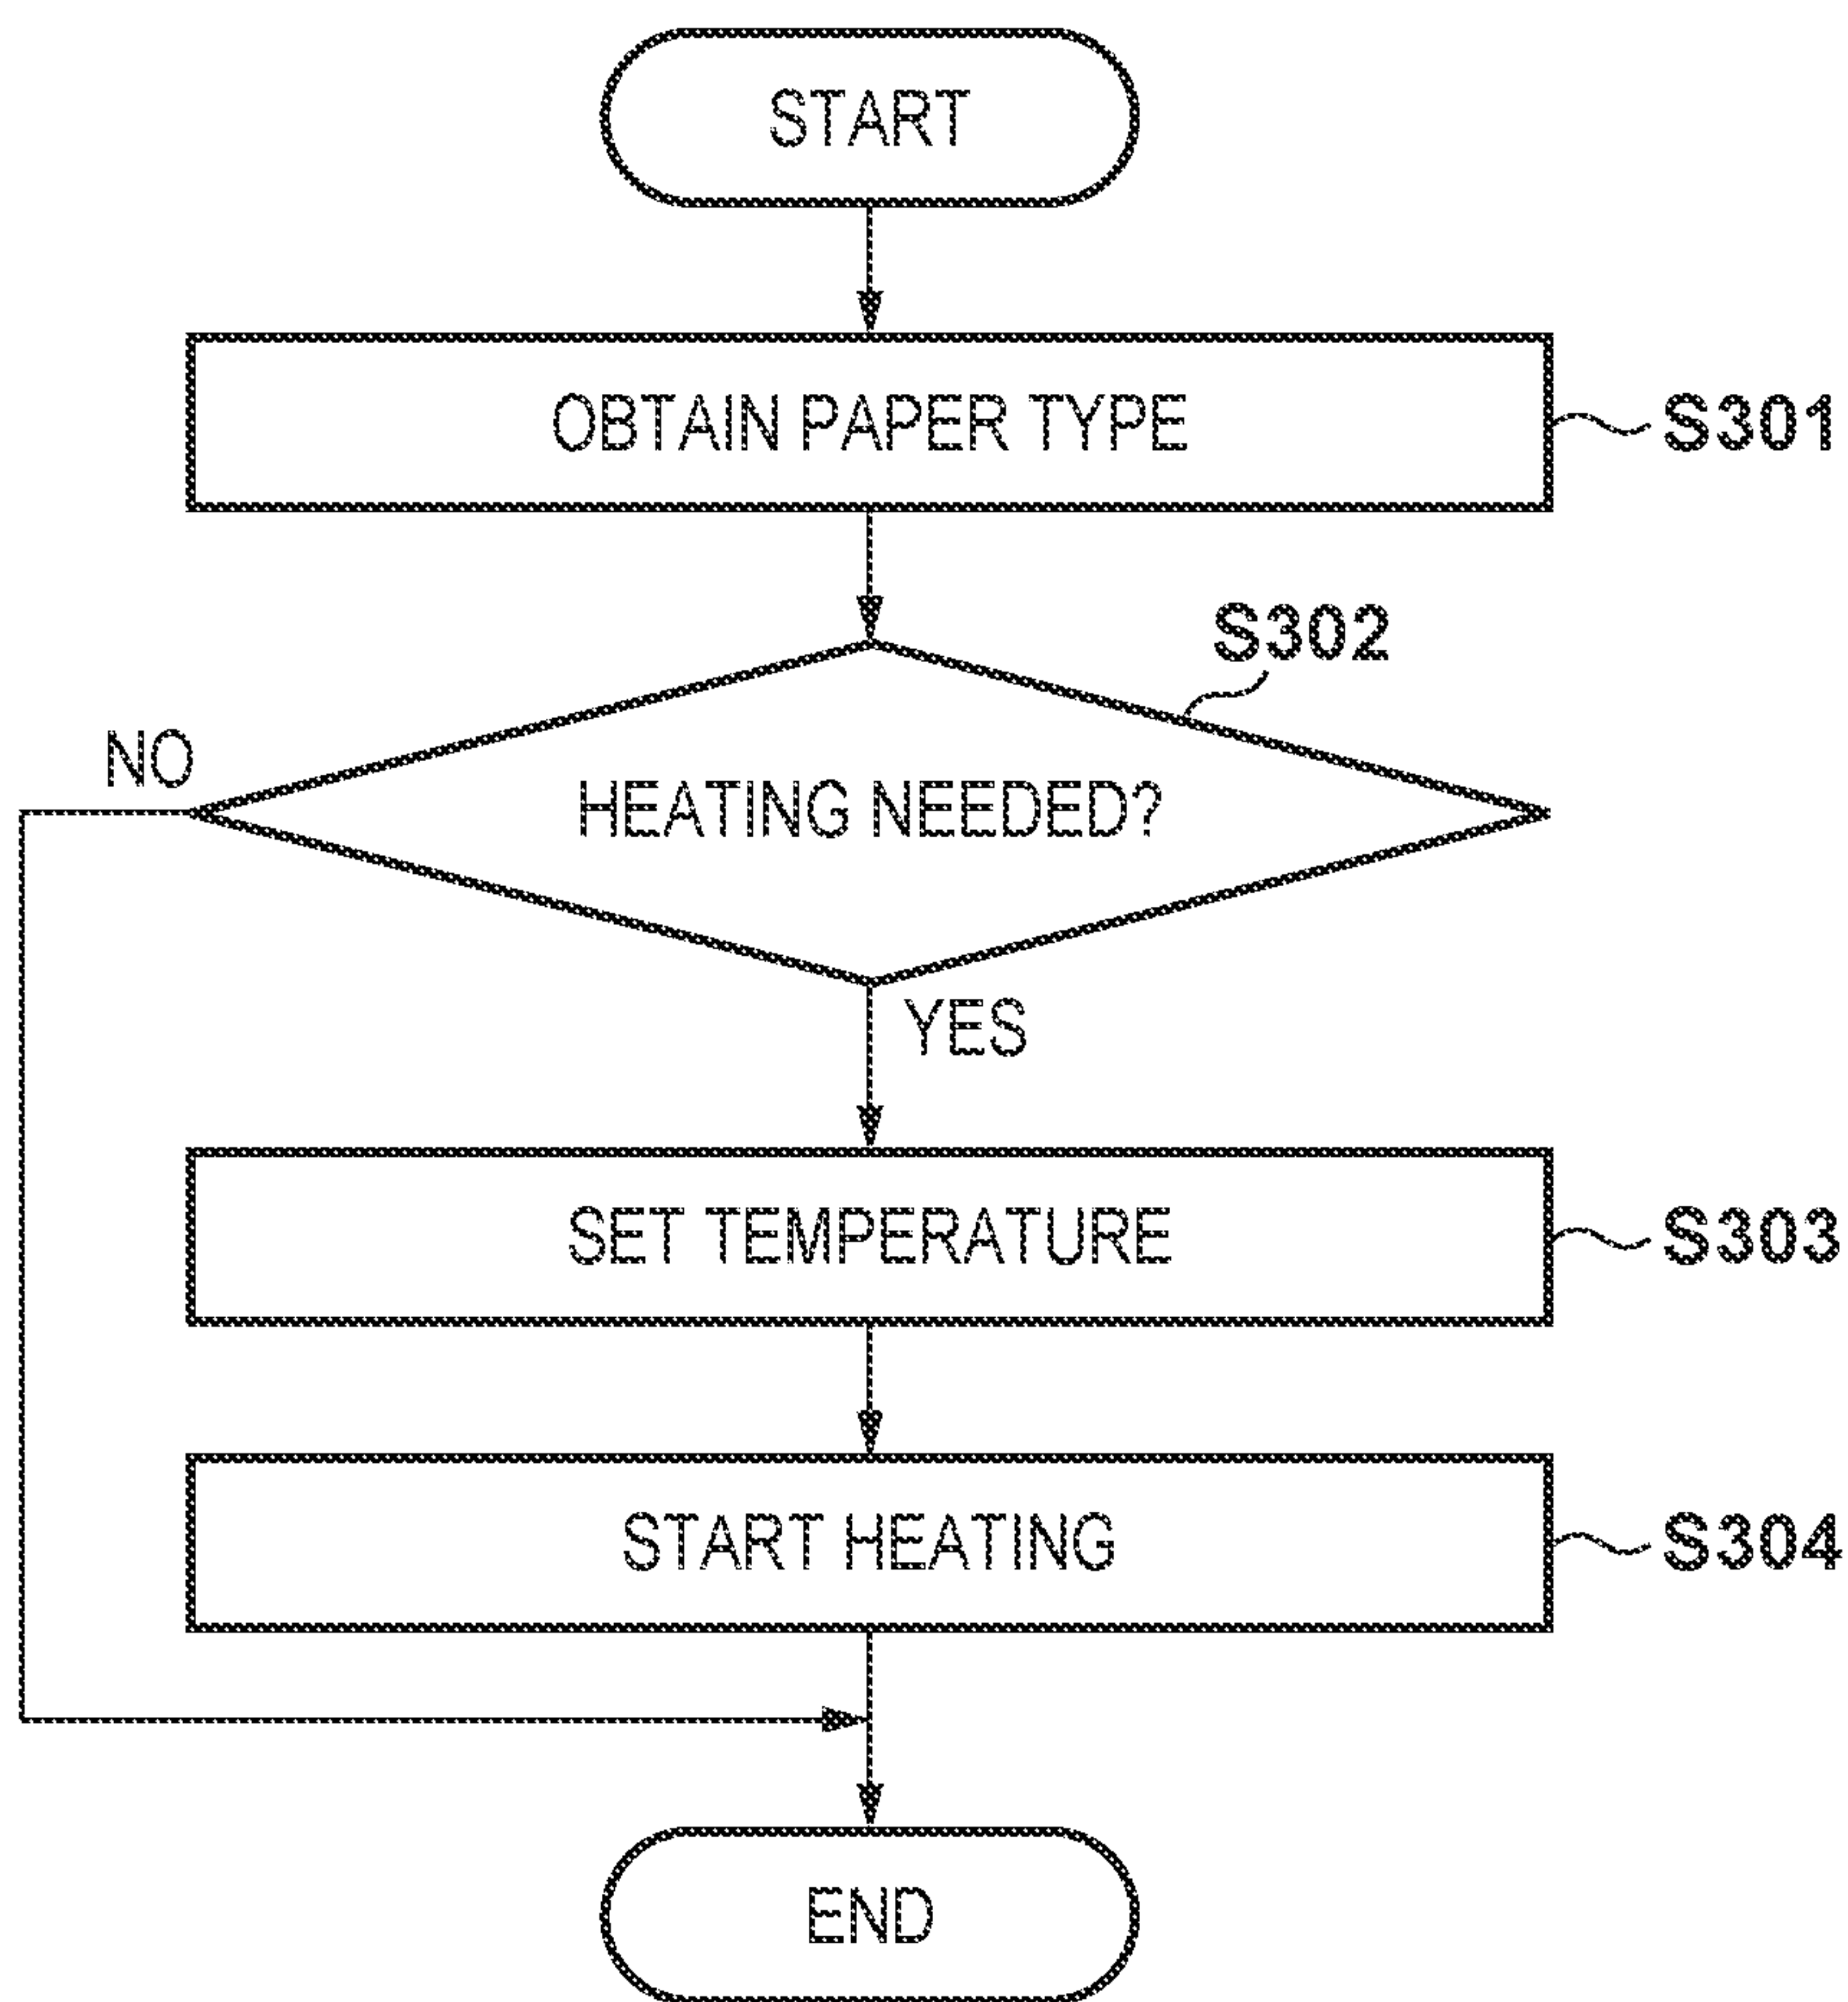 START
OBTAIN PAPER TYPE
S301
S302
NO
HEATING NEEDED?
YES
SET TEMPERATURE
S303
START HEATING
S304
END